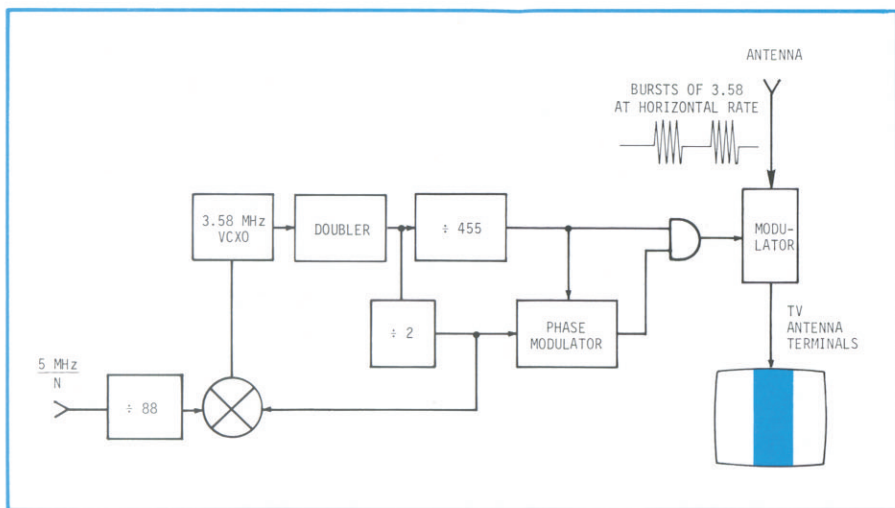 ANTENNA
BURSTS OF 3.58
AT HORIZONTAL RATE
3.58 MHz
VCXO
DOUBLER
÷ 455
MODU-
LATOR
÷ 2
PHASE
MODULATOR
TV
ANTENNA
TERMINALS
5 MHz
N
÷ 88